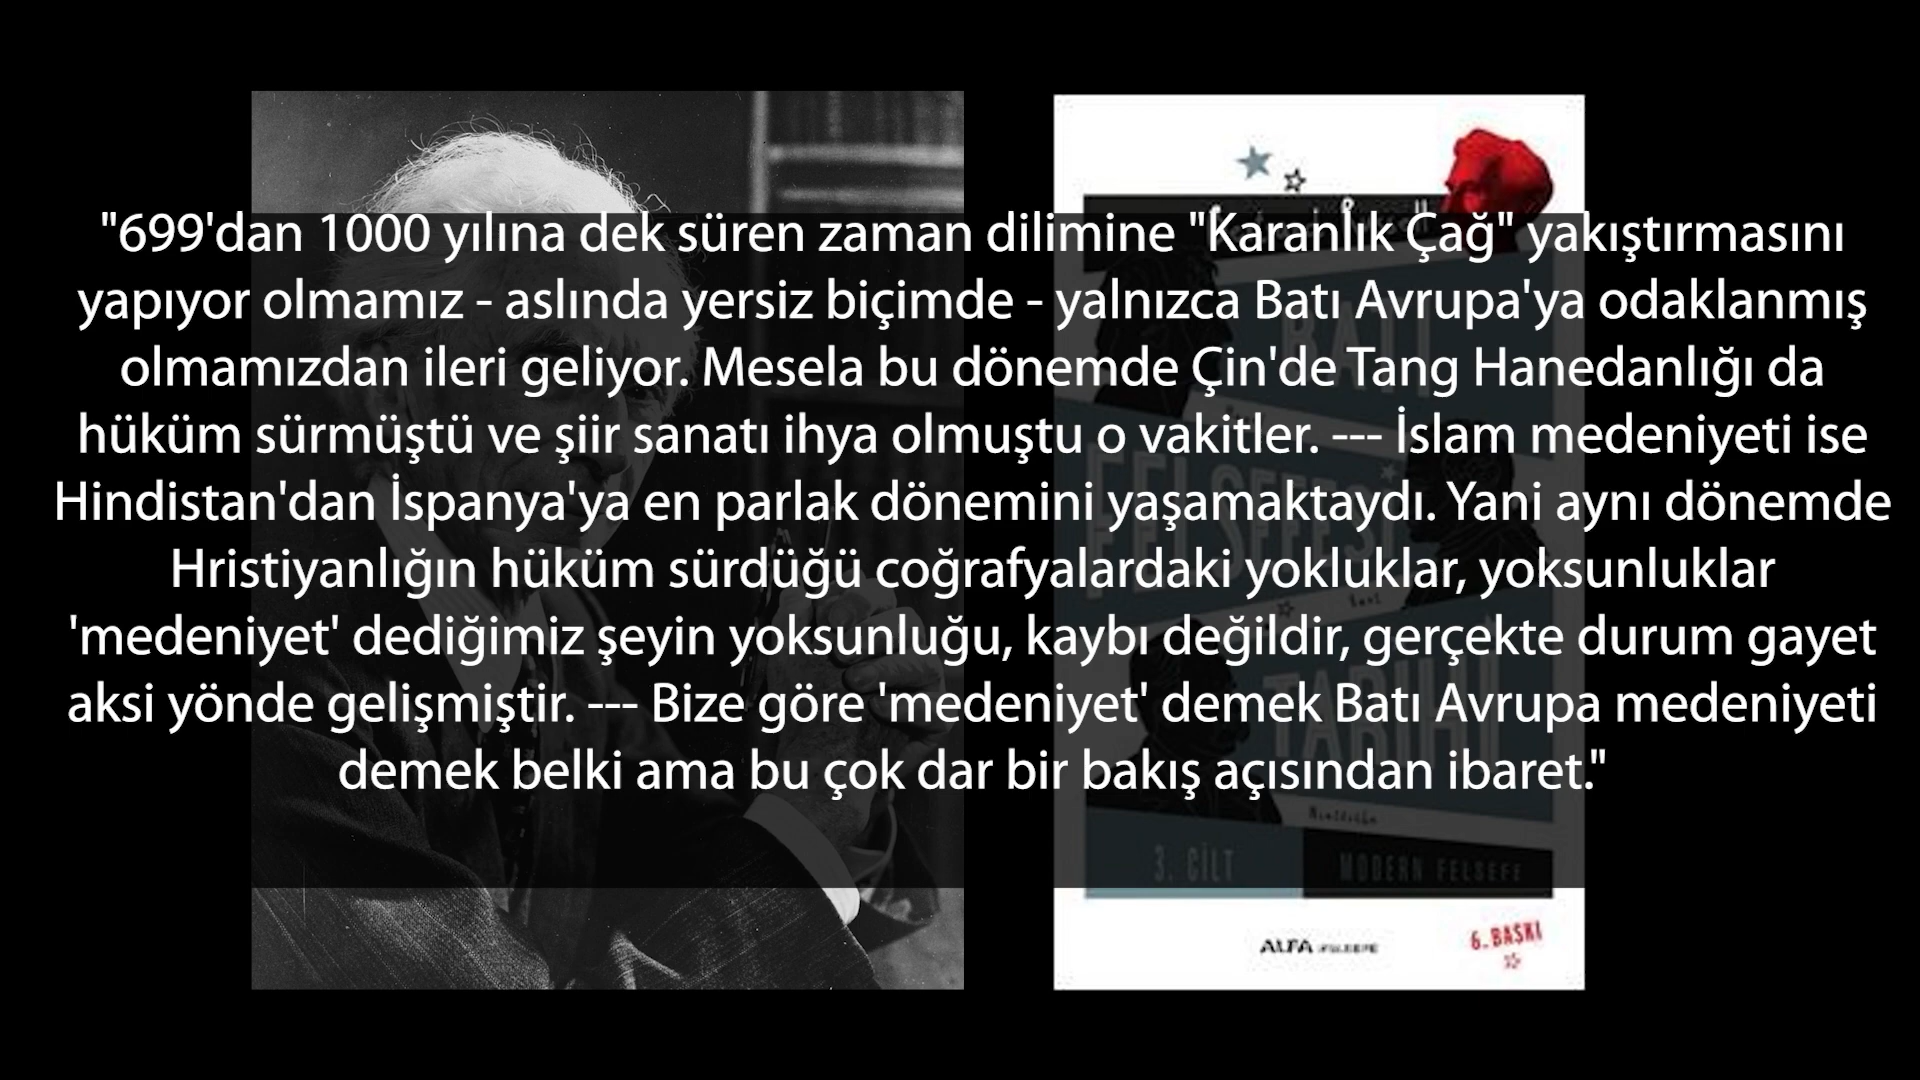 "699'dan 1000 yılına dek süren zaman dilimine "Karanlık Çağ" yakıştırmasını
yapıyor olmamız - aslında yersiz biçimde - yalnızca Batı Avrupa'ya odaklanmış
olmamızdan ileri geliyor. Mesela bu dönemde Çin'de Tang Hanedanlığı da
hüküm sürmüştü ve şiir sanatı ihya olmuştu o vakitler. --- İslam medeniyeti ise
Hindistan'dan İspanya'ya en parlak dönemini yaşamaktaydı. Yani aynı dönemde
Hristiyanlığın hüküm sürdüğü coğrafyalardaki yokluklar, yoksunluklar
'medeniyet' dediğimiz şeyin yoksunluğu, kaybı değildir, gerçekte durum gayet
aksi yönde gelişmiştir. --- Bize göre 'medeniyet' demek Batı Avrupa medeniyeti
demek belki ama bu çok dar bir bakış açısından ibaret."
BATI
FELSEFESİ
TARİHİ
3. CİLT
MODERN FELSEFE
ALFA
6. BASKI